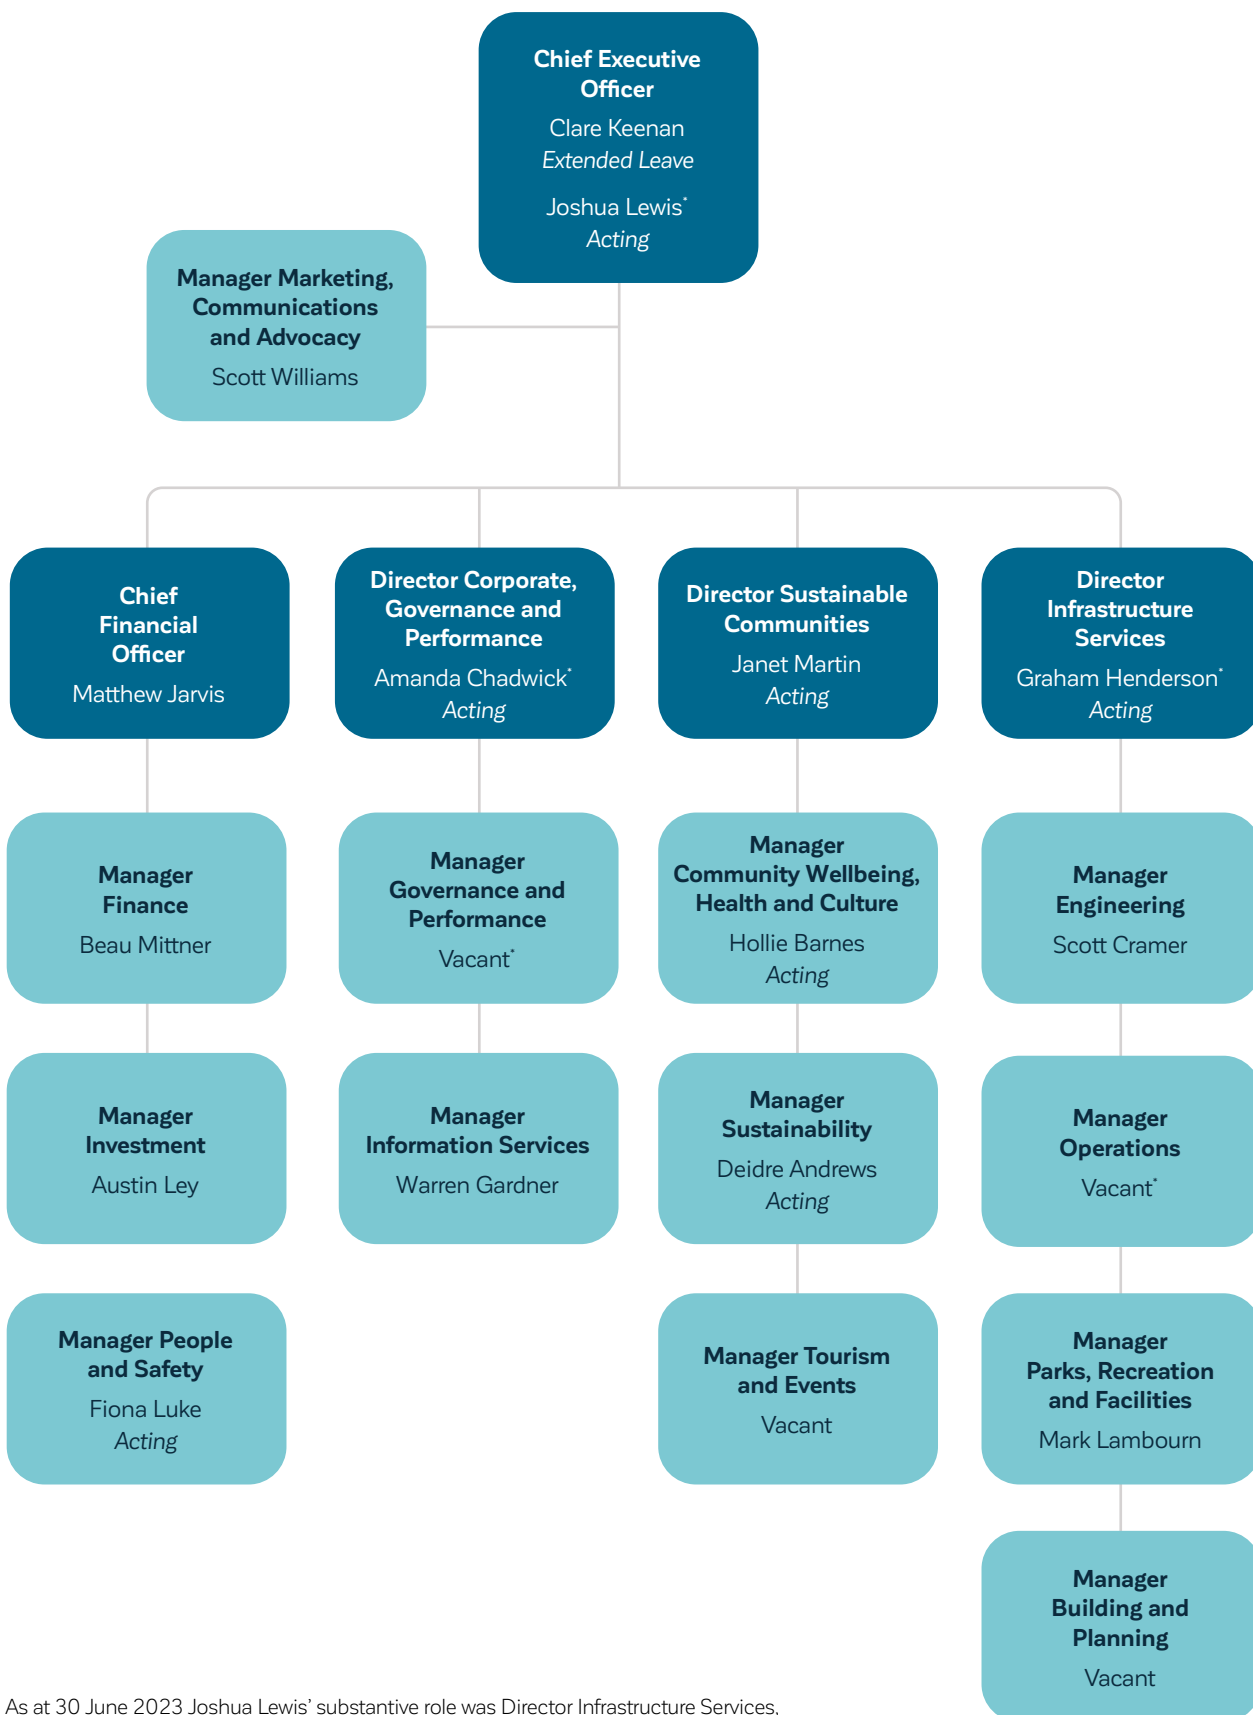 Chief Executive
Officer
Clare Keenan
Extended Leave
Joshua Lewis*
Acting
Manager Marketing,
Communications
and Advocacy
Scott Williams
Chief
Financial
Officer
Matthew Jarvis
Director Corporate,
Governance and
Performance
Amanda Chadwick*
Acting
Director Sustainable
Communities
Janet Martin
Acting
Director
Infrastructure
Services
Graham Henderson*
Acting
Manager
Finance
Beau Mittner
Manager
Governance and
Performance
Vacant*
Manager
Community Wellbeing,
Health and Culture
Hollie Barnes
Acting
Manager
Engineering
Scott Cramer
Manager
Investment
Austin Ley
Manager
Information Services
Warren Gardner
Manager
Sustainability
Deidre Andrews
Acting
Manager
Operations
Vacant*
Manager People
and Safety
Fiona Luke
Acting
Manager Tourism
and Events
Vacant
Manager
Parks, Recreation
and Facilities
Mark Lambourn
Manager
Building and
Planning
Vacant
As at 30 June 2023 Joshua Lewis' substantive role was Director Infrastructure Services,